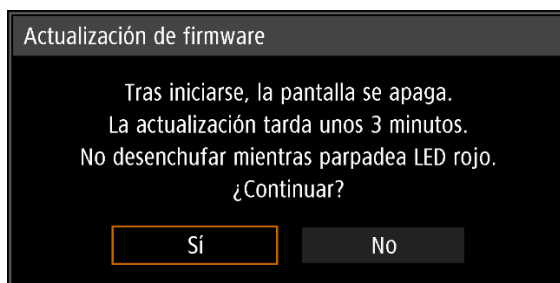 Actualización de firmware
Tras iniciarse, la pantalla se apaga.
La actualización tarda unos 3 minutos.
No desenchufar mientras parpadea LED rojo.
¿Continuar?
Sí
No